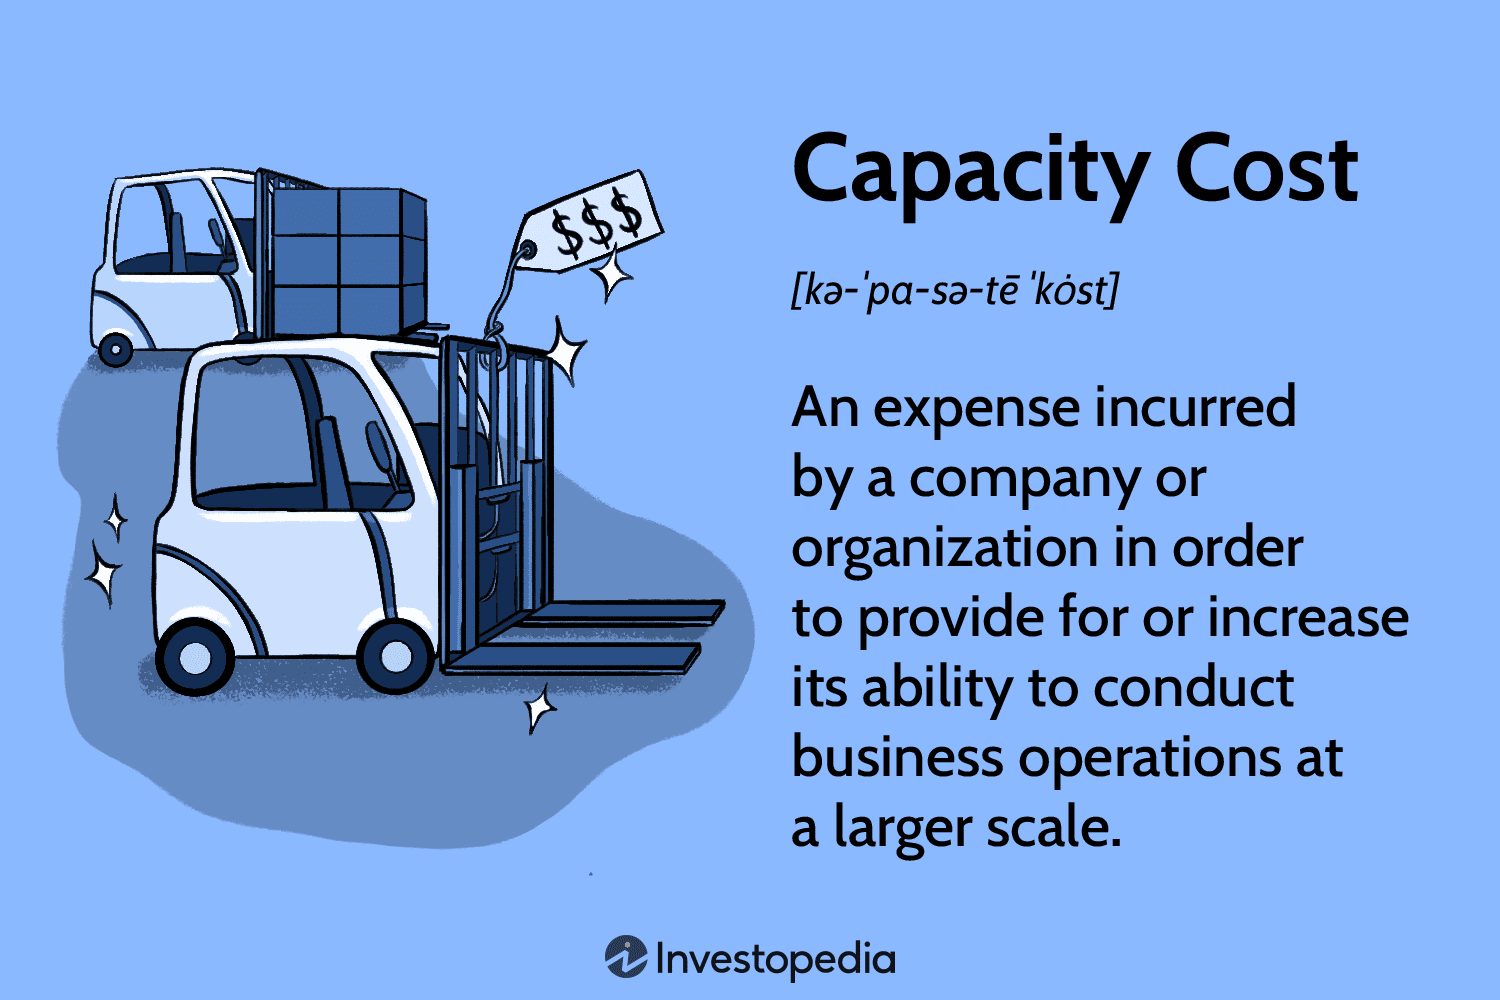 $$$
Capacity Cost
[kə-ˈpa-sə-tē ˈkȯst]
An expense incurred
by a company or
organization in order
to provide for or increase
its ability to conduct
business operations at
a larger scale.
Investopedia